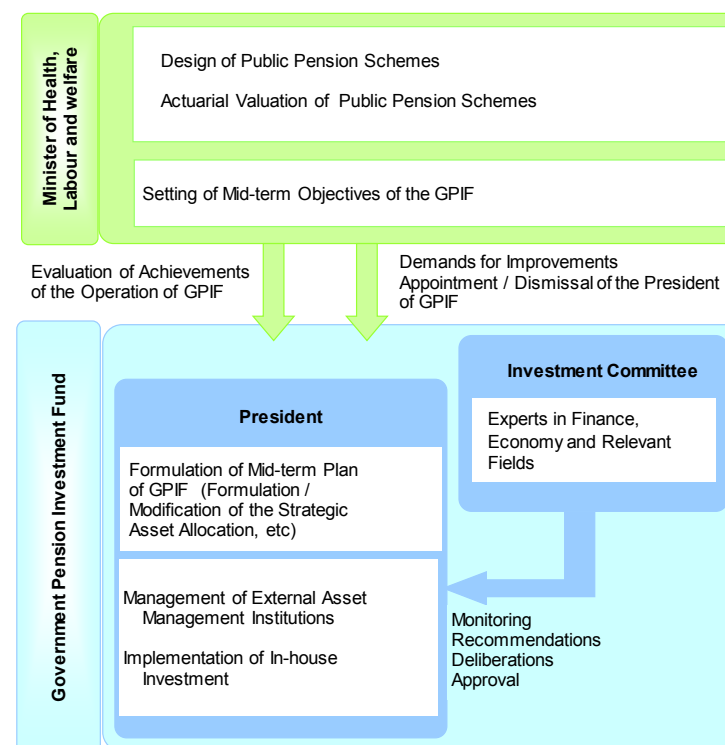 Minister of Health,
Labour and welfare
Design of Public Pension Schemes
Actuarial Valuation of Public Pension Schemes
Setting of Mid-term Objectives of the GPIF
Evaluation of Achievements
of the Operation of GPIF
Demands for Improvements
Appointment / Dismissal of the President
of GPIF
Government Pension Investment Fund
President
Formulation of Mid-term Plan
of GPIF (Formulation /
Modification of the Strategic
Asset Allocation, etc)
Management of External Asset
Management Institutions
Implementation of In-house
Investment
Investment Committee
Experts in Finance,
Economy and Relevant
Fields
Monitoring
Recommendations
Deliberations
Approval